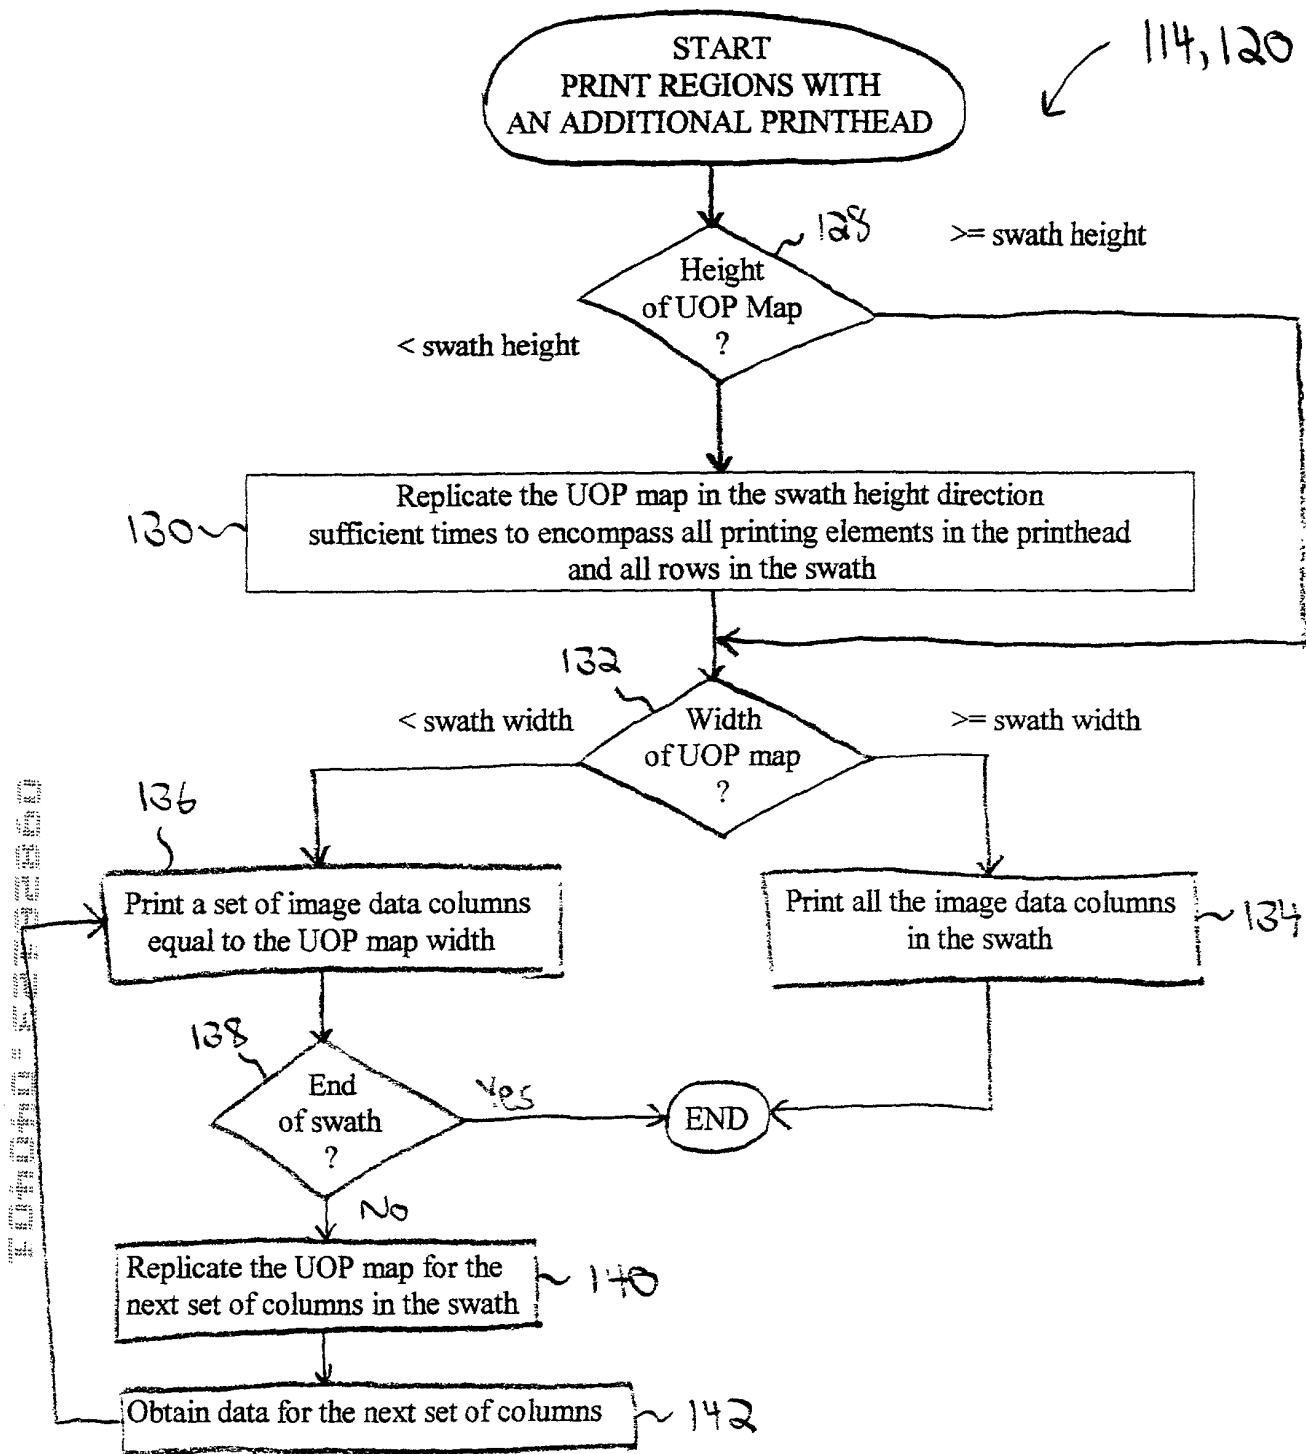 START
PRINT REGIONS WITH
AN ADDITIONAL PRINTHEAD
114, 120
128
>= swath height
Height
of UOP Map
?
< swath height
130
Replicate the UOP map in the swath height direction
sufficient times to encompass all printing elements in the printhead
and all rows in the swath
132
< swath width
Width
of UOP map
?
>= swath width
136
Print a set of image data columns
equal to the UOP map width
Print all the image data columns
in the swath
134
138
End
of swath
?
Yes
END
No
Replicate the UOP map for the
next set of columns in the swath
140
Obtain data for the next set of columns
142